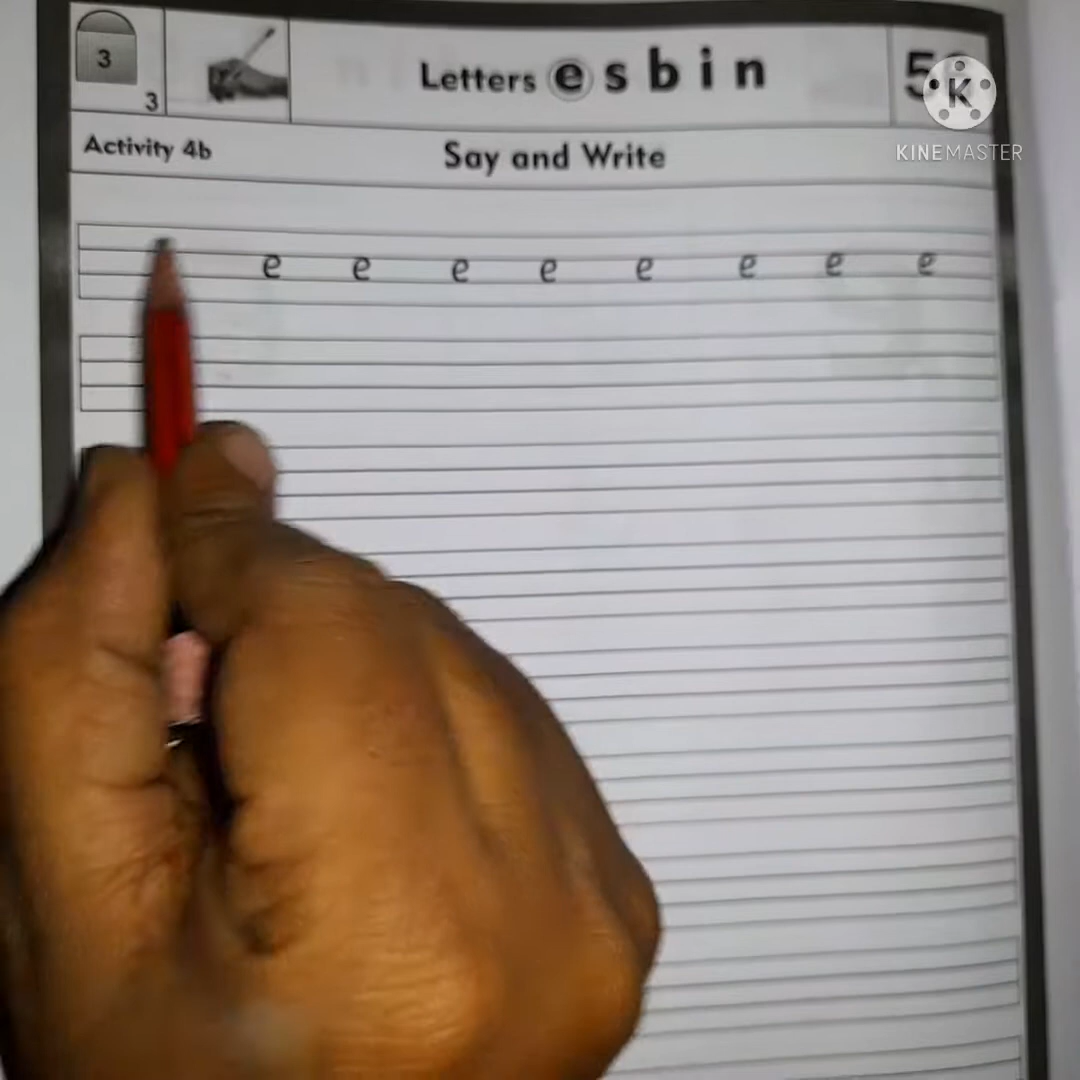 3
3
Letters e s b i n
K
KINEMASTER
Activity 4b
Say and Write
e e e e e e e e